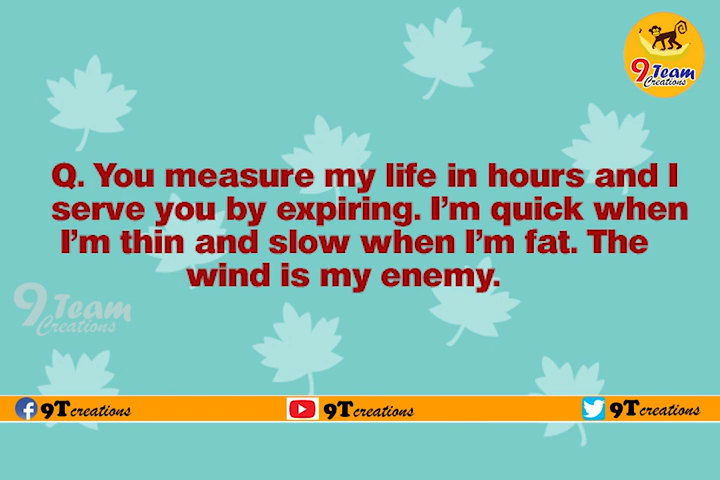 9 Team
Creations
Q. You measure my life in hours and I
serve you by expiring. I’m quick when
I’m thin and slow when I’m fat. The
wind is my enemy.
9 Team
Creations
f 9T creations
9T creations
9T creations